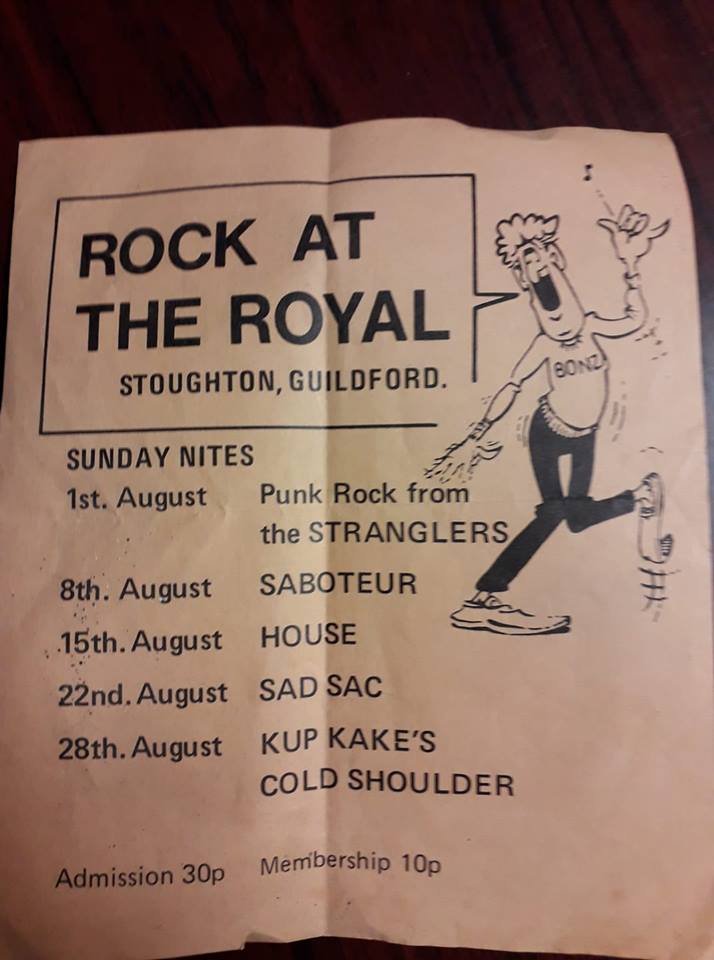 ROCK AT
THE ROYAL
STOUGHTON, GUILDFORD.
BONZ
SUNDAY NITES
1st. August Punk Rock from
the STRANGLERS
8th. August SABOTEUR
15th. August HOUSE
22nd. August SAD SAC
28th. August KUP KAKE'S
COLD SHOULDER
Admission 30p Membership 10p